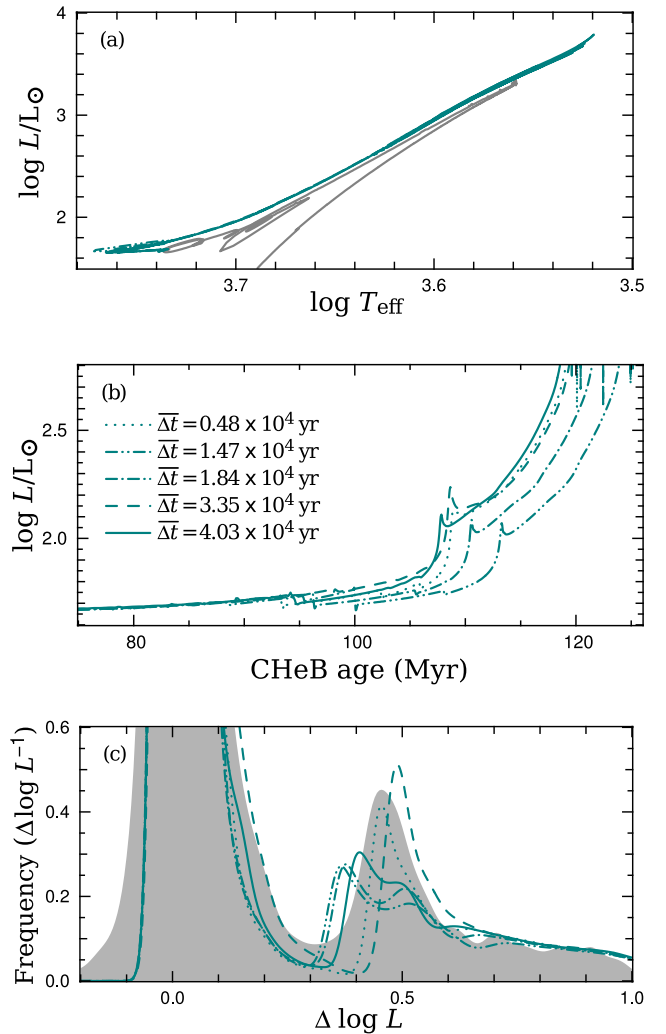 (a)
4
3
2
log L/L⊙
3.7
3.6
3.5
log T_eff
(b)
2.5
2.0
log L/L⊙
Δt = 0.48 x 10⁴ yr
Δt = 1.47 x 10⁴ yr
Δt = 1.84 x 10⁴ yr
Δt = 3.35 x 10⁴ yr
Δt = 4.03 x 10⁴ yr
80
100
120
CHeB age (Myr)
(c)
0.6
0.4
0.2
0.0
Frequency (Δlog L⁻¹)
0.0
0.5
1.0
Δ log L